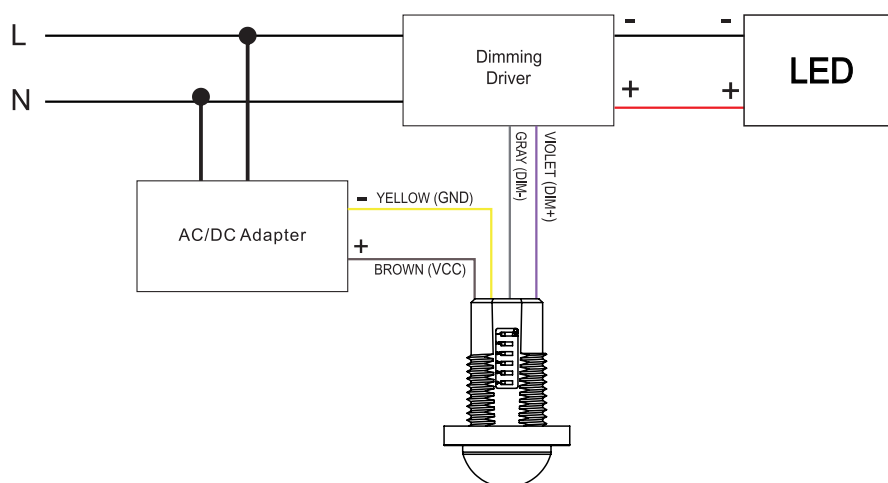 L
N
Dimming
Driver
-
-
+
+
LED
GRAY (DIM-)
VIOLET (DIM+)
AC/DC Adapter
- YELLOW (GND)
+
BROWN (VCC)